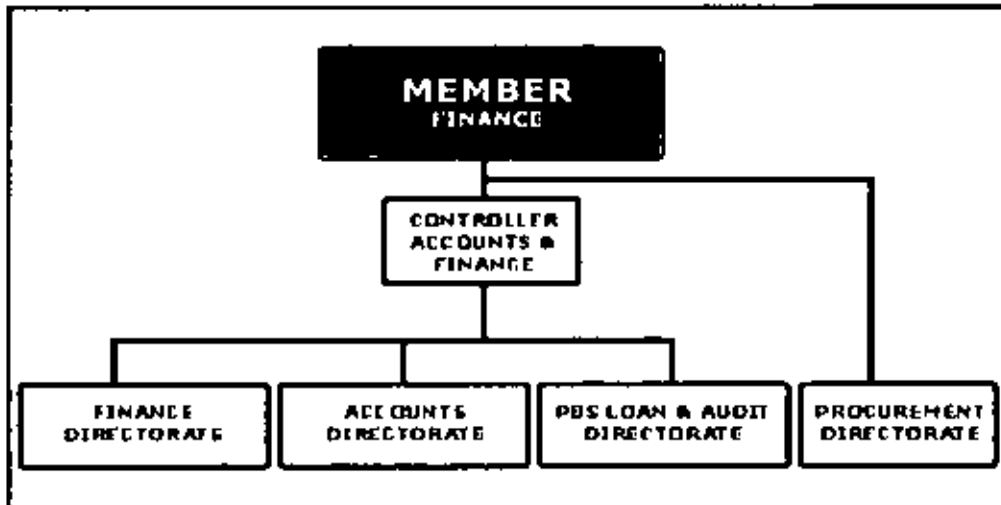 MEMBER
FINANCE
CONTROLLER
ACCOUNTS &
FINANCE
FINANCE
DIRECTORATE
ACCOUNTS
DIRECTORATE
PBS LOAN & AUDIT
DIRECTORATE
PROCUREMENT
DIRECTORATE